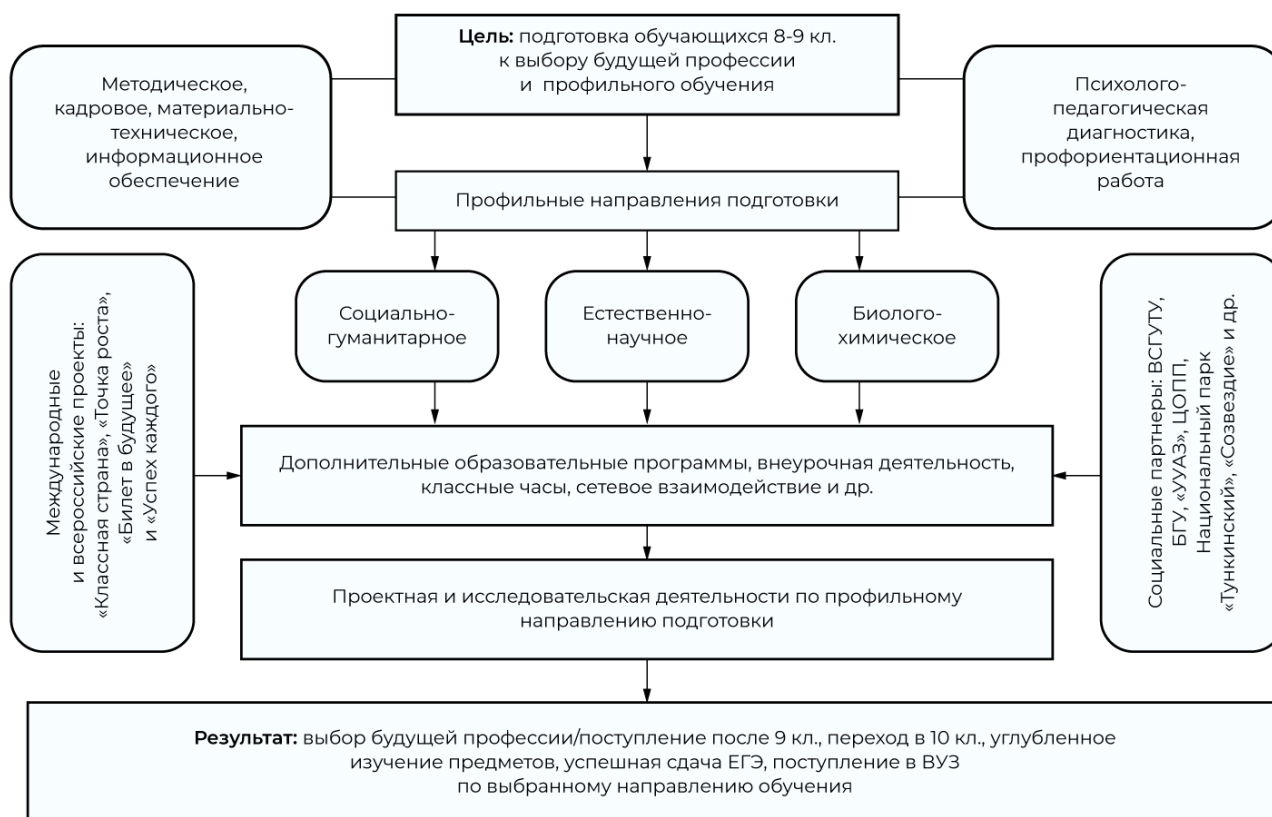 Цель: подготовка обучающихся 8-9 кл.
к выбору будущей профессии
и профильного обучения
Методическое,
кадровое, материально-
техническое,
информационное
обеспечение
Психолого-
педагогическая
диагностика,
профориентационная
работа
Профильные направления подготовки
Социально-
гуманитарное
Естественно-
научное
Биолого-
химическое
Международные
и всероссийские проекты:
«Классная страна», «Точка роста»,
«Билет в будущее»
и «Успех каждого»
Социальные партнеры: ВСГУТУ,
БГУ, «УУАЗ», ЦОПП,
Национальный парк
«Тункинский», «Созвездие» и др.
Дополнительные образовательные программы, внеурочная деятельность,
классные часы, сетевое взаимодействие и др.
Проектная и исследовательская деятельности по профильному
направлению подготовки
Результат: выбор будущей профессии/поступление после 9 кл., переход в 10 кл., углубленное
изучение предметов, успешная сдача ЕГЭ, поступление в ВУЗ
по выбранному направлению обучения